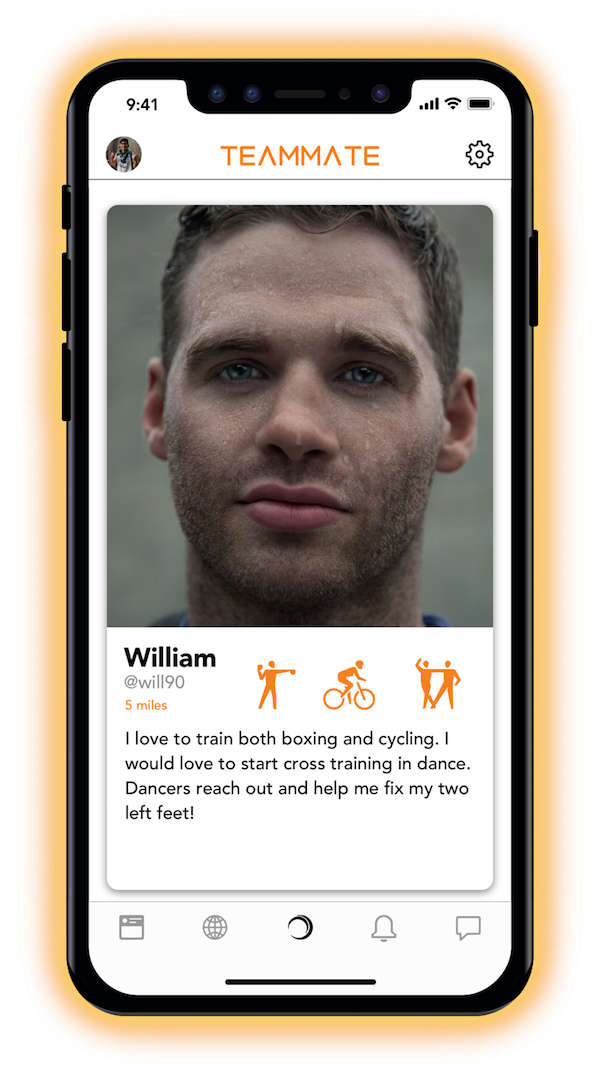 9:41
TEAMMATE
William
@will90
5 miles
I love to train both boxing and cycling. I
would love to start cross training in dance.
Dancers reach out and help me fix my two
left feet!